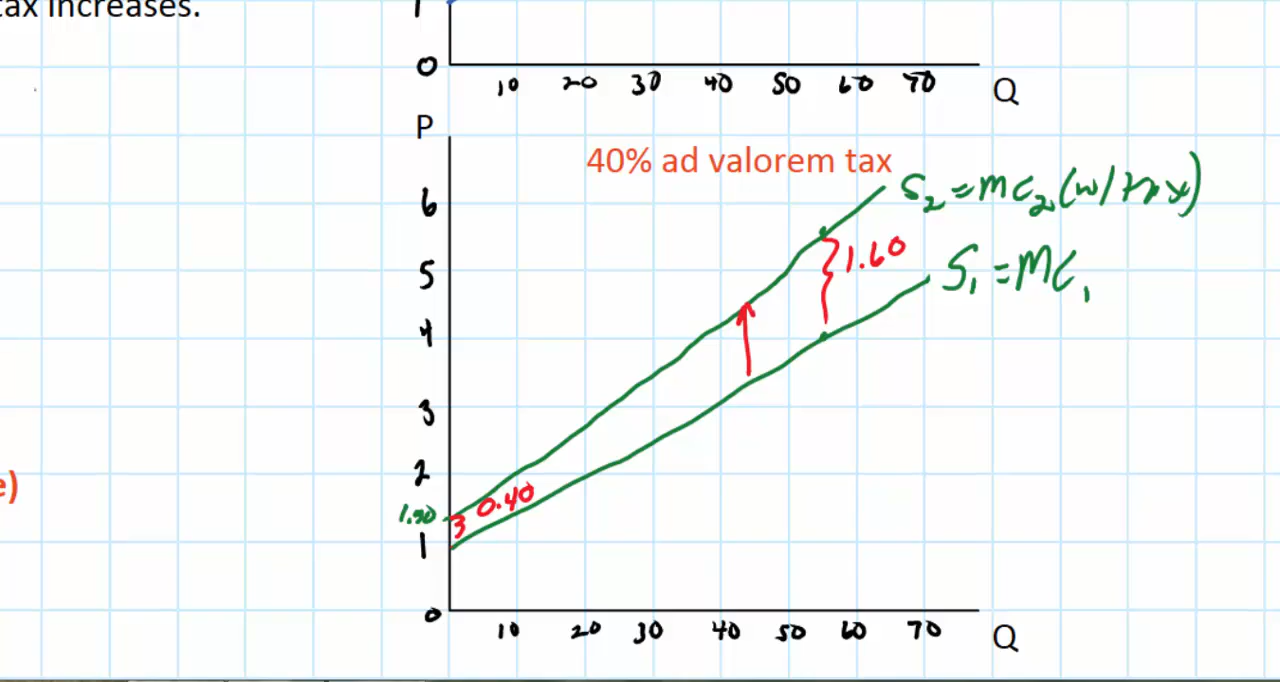 tax increases.
1
0
10 20 30 40 50 60 70 Q
P
40% ad valorem tax
6 S₂ = MC₂ (w/tax)
5 1.60 S₁ = MC₁
4
3
e)
2
0.40
1
0
10 20 30 40 50 60 70 Q